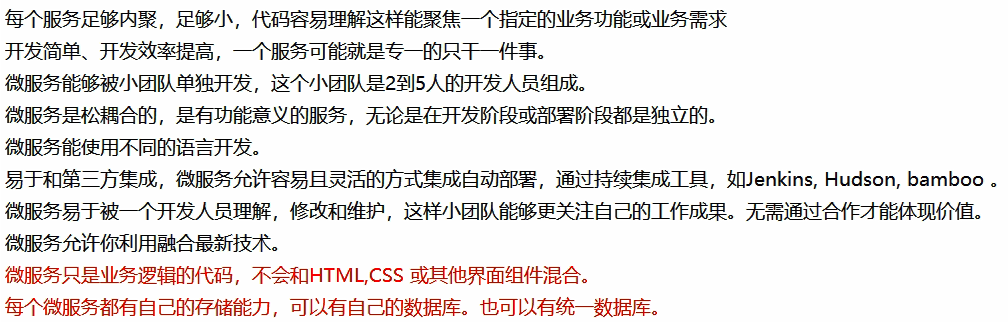 每个服务足够内聚，足够小，代码容易理解这样能聚焦一个指定的业务功能或业务需求
开发简单、开发效率提高，一个服务可能就是专一的只干一件事。
微服务能够被小团队单独开发，这个小团队是2到5人的开发人员组成。
微服务是松耦合的，是有功能意义的服务，无论是在开发阶段或部署阶段都是独立的。
微服务能使用不同的语言开发。
易于和第三方集成，微服务允许容易且灵活的方式集成自动部署，通过持续集成工具，如Jenkins, Hudson, bamboo 。
微服务易于被一个开发人员理解，修改和维护，这样小团队能够更关注自己的工作成果。无需通过合作才能体现价值。
微服务允许你利用融合最新技术。
微服务只是业务逻辑的代码，不会和HTML,CSS 或其他界面组件混合。
每个微服务都有自己的存储能力，可以有自己的数据库。也可以有统一数据库。